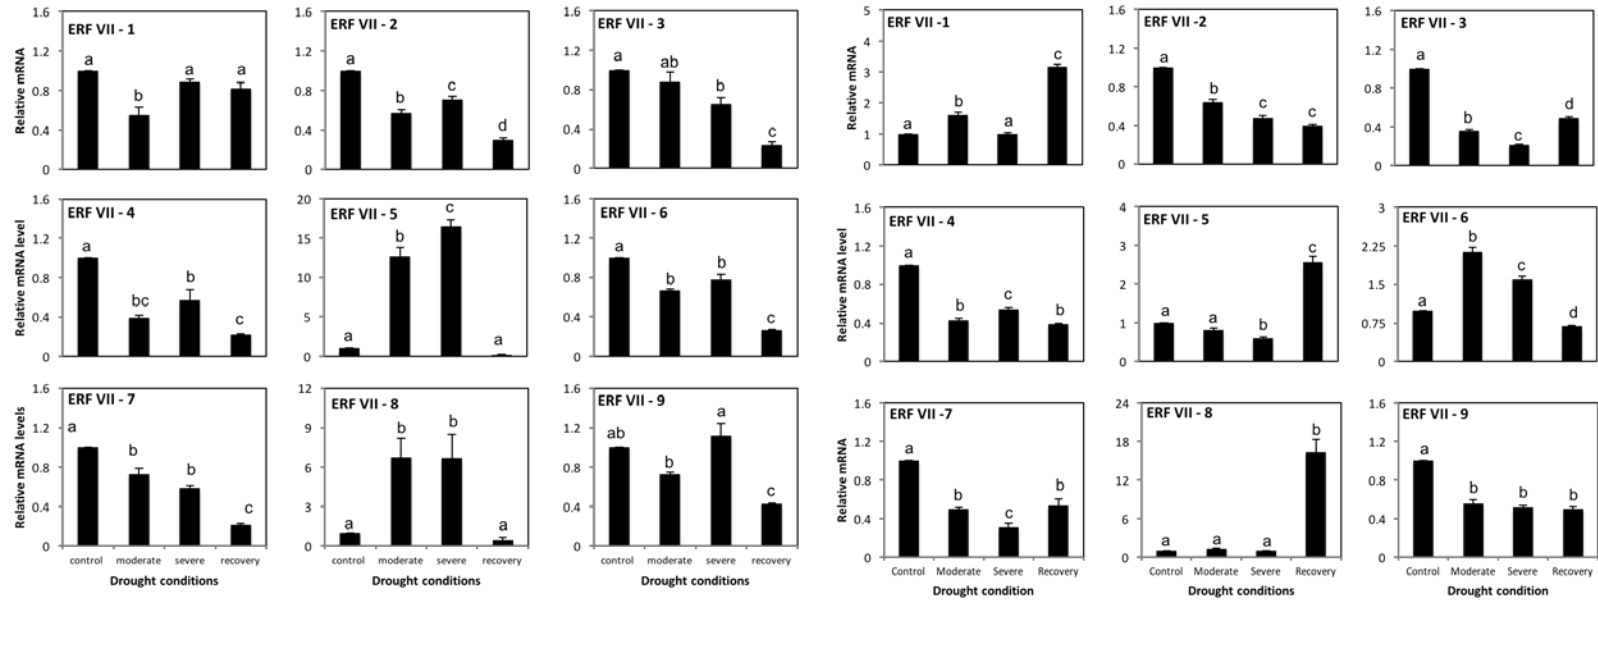 ERF VII - 1
Relative mRNA
1.6
1.2
0.8
0.4
0
a
b
a
a
ERF VII - 2
1.6
1.2
0.8
0.4
0
a
b
c
d
ERF VII - 3
1.6
1.2
0.8
0.4
0
a
ab
b
c
ERF VII -1
Relative mRNA
5
4
3
2
1
0
a
b
a
c
ERF VII -2
1.6
1.2
0.8
0.4
0
a
b
c
c
ERF VII - 3
1.6
1.2
0.8
0.4
0
a
b
c
d
ERF VII - 4
Relative mRNA level
1.6
1.2
0.8
0.4
0
a
bc
b
c
ERF VII - 5
20
15
10
5
0
a
b
c
a
ERF VII - 6
1.6
1.2
0.8
0.4
0
a
b
b
c
ERF VII - 4
Relative mRNA level
1.6
1.2
0.8
0.4
0
a
b
c
b
ERF VII - 5
4
3
2
1
0
a
a
b
c
ERF VII - 6
3
2.25
1.5
0.75
0
a
b
c
d
ERF VII - 7
Relative mRNA levels
1.6
1.2
0.8
0.4
0
a
b
b
c
control moderate severe recovery
Drought conditions
ERF VII - 8
12
9
6
3
0
a
b
b
a
control moderate severe recovery
Drought conditions
ERF VII - 9
1.6
1.2
0.8
0.4
0
ab
b
a
c
control moderate severe recovery
Drought conditions
ERF VII -7
Relative mRNA
1.6
1.2
0.8
0.4
0
a
b
c
b
Control Moderate Severe Recovery
Drought condition
ERF VII - 8
24
18
12
6
0
a
a
a
b
Control Moderate Severe Recovery
Drought conditions
ERF VII - 9
1.6
1.2
0.8
0.4
0
a
b
b
b
Control Moderate Severe Recovery
Drought condition